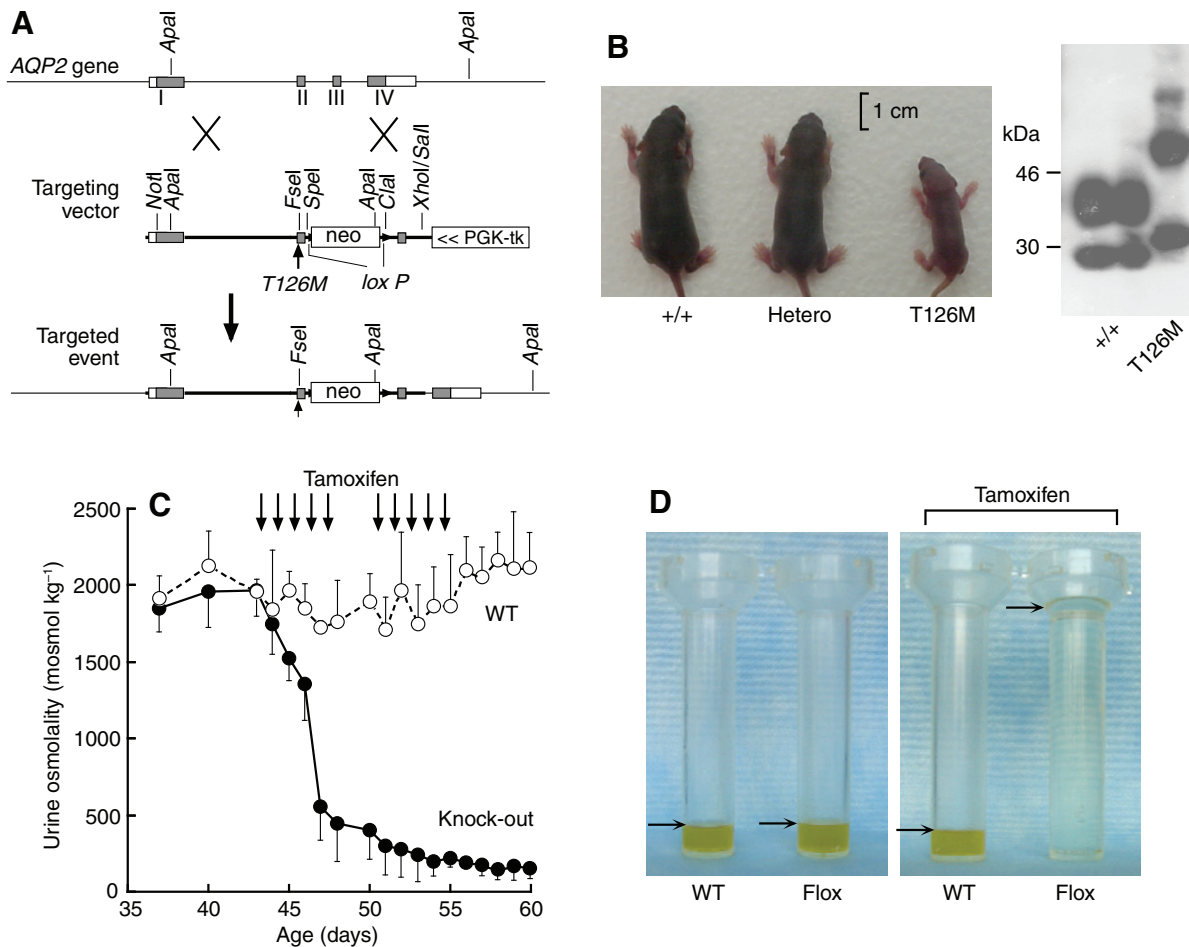 A
ApaI
ApaI
AQP2 gene
I
II
III
IV
Targeting
vector
NotI
ApaI
FseI
SpeI
ApaI
ClaI
XhoI/SalI
neo
<< PGK-tk
T126M
lox P
Targeted
event
ApaI
FseI
ApaI
ApaI
neo
B
1 cm
+/+
Hetero
T126M
kDa
46
30
+/+
T126M
C
Tamoxifen
2500
2000
1500
1000
500
0
Urine osmolality (mosmol kg–1)
WT
Knock-out
35
40
45
50
55
60
Age (days)
D
Tamoxifen
WT
Flox
WT
Flox